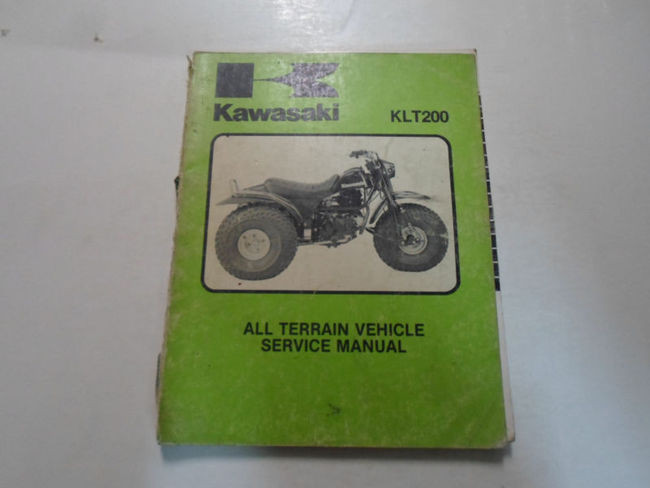 Kawasaki
KLT200
ALL TERRAIN VEHICLE
SERVICE MANUAL